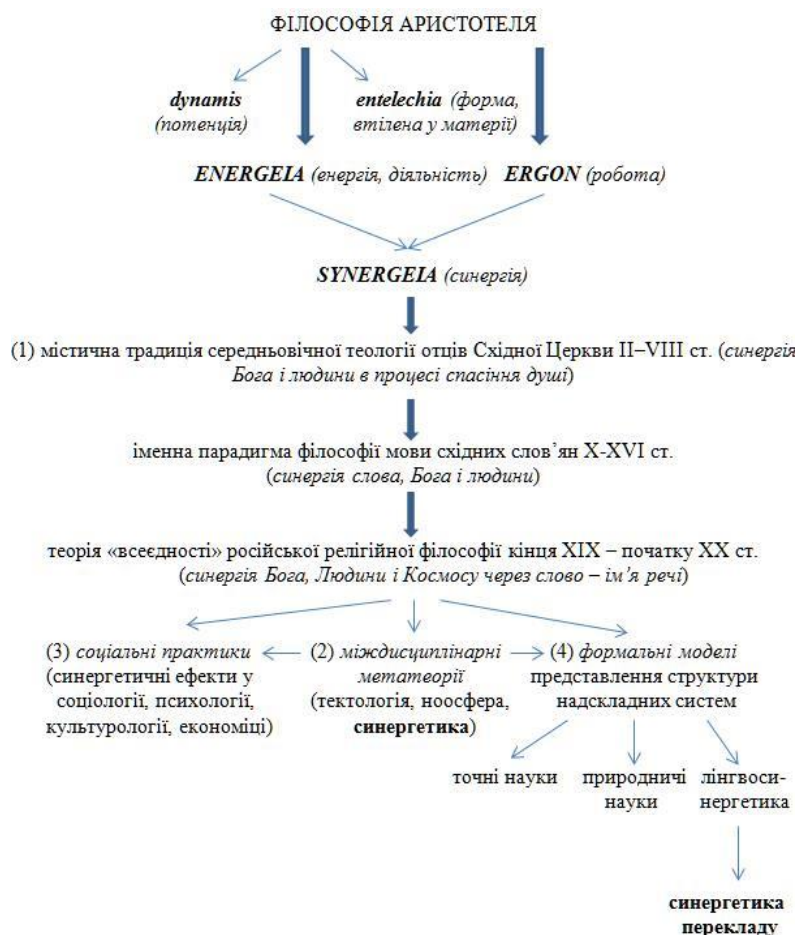 ФІЛОСОФІЯ АРИСТОТЕЛЯ
dynamis
(потенція)
entelechia (форма,
втілена у матерії)
ENERGEIA (енергія, діяльність) ERGON (робота)
SYNERGEIA (синергія)
(1) містична традиція середньовічної теології отців Східної Церкви II–VIII ст. (синергія
Бога і людини в процесі спасіння душі)
іменна парадигма філософії мови східних слов’ян X-XVI ст.
(синергія слова, Бога і людини)
теорія «всеєдності» російської релігійної філософії кінця XIX – початку XX ст.
(синергія Бога, Людини і Космосу через слово – ім’я речі)
(3) соціальні практики
(синергетичні ефекти у
соціології, психології,
культурології, економіці)
(2) міждисциплінарні
метатеорії
(тектологія, ноосфера,
синергетика)
(4) формальні моделі
представлення структури
надскладних систем
точні науки
природничі
науки
лінгвоси-
нергетика
синергетика
перекладу